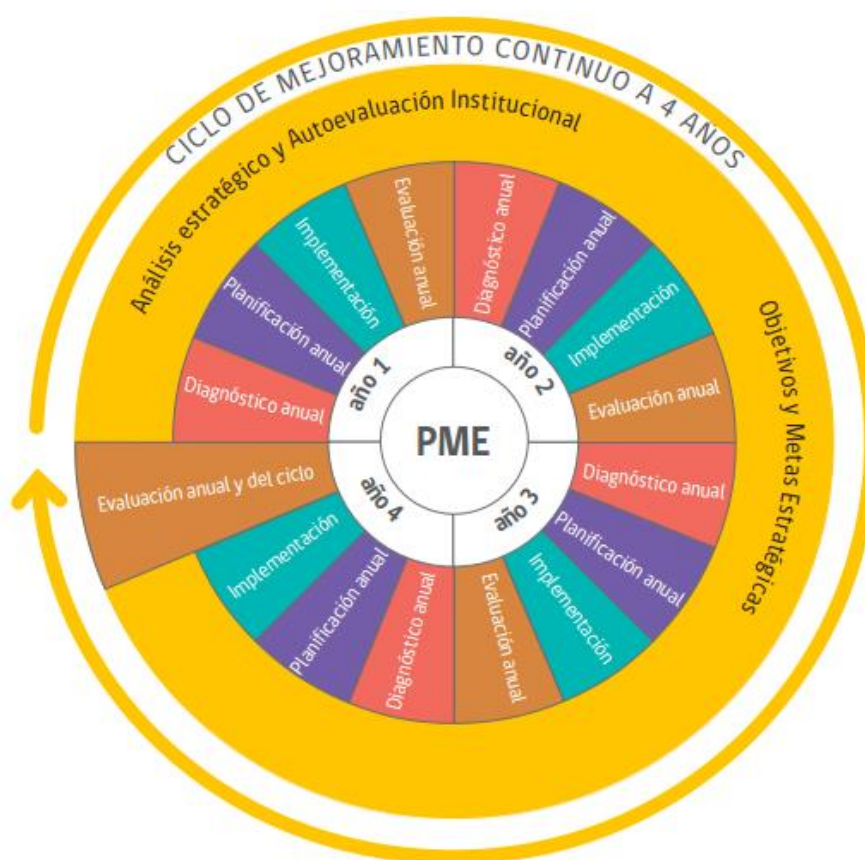 CICLO DE MEJORAMIENTO CONTINUO A 4 AÑOS
Análisis estratégico y Autoevaluación Institucional
Objetivos y Metas Estratégicas
PME
año 1
Diagnóstico anual
Planificación anual
Implementación
Evaluación anual
año 2
Diagnóstico anual
Planificación anual
Implementación
Evaluación anual
año 3
Diagnóstico anual
Planificación anual
Implementación
Evaluación anual
año 4
Diagnóstico anual
Planificación anual
Implementación
Evaluación anual y del ciclo